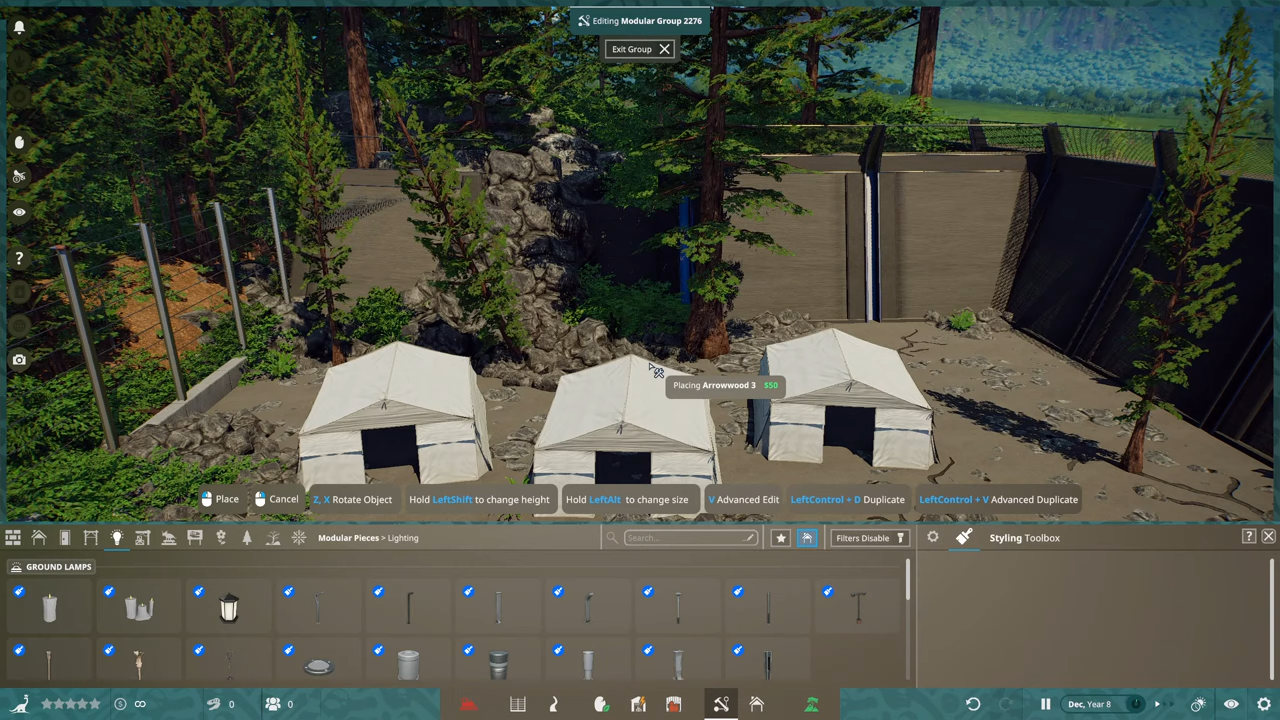 Editing Modular Group 2276
Exit Group
?
Placing Arrowwood 3 $50
Place
Cancel
Z, X Rotate Object
Hold LeftShift to change height
Hold LeftAlt to change size
V Advanced Edit
LeftControl + D Duplicate
LeftControl + V Advanced Duplicate
Modular Pieces > Lighting
Search...
Filters Disable
Styling Toolbox
?
GROUND LAMPS
∞
0
0
Dec, Year 8